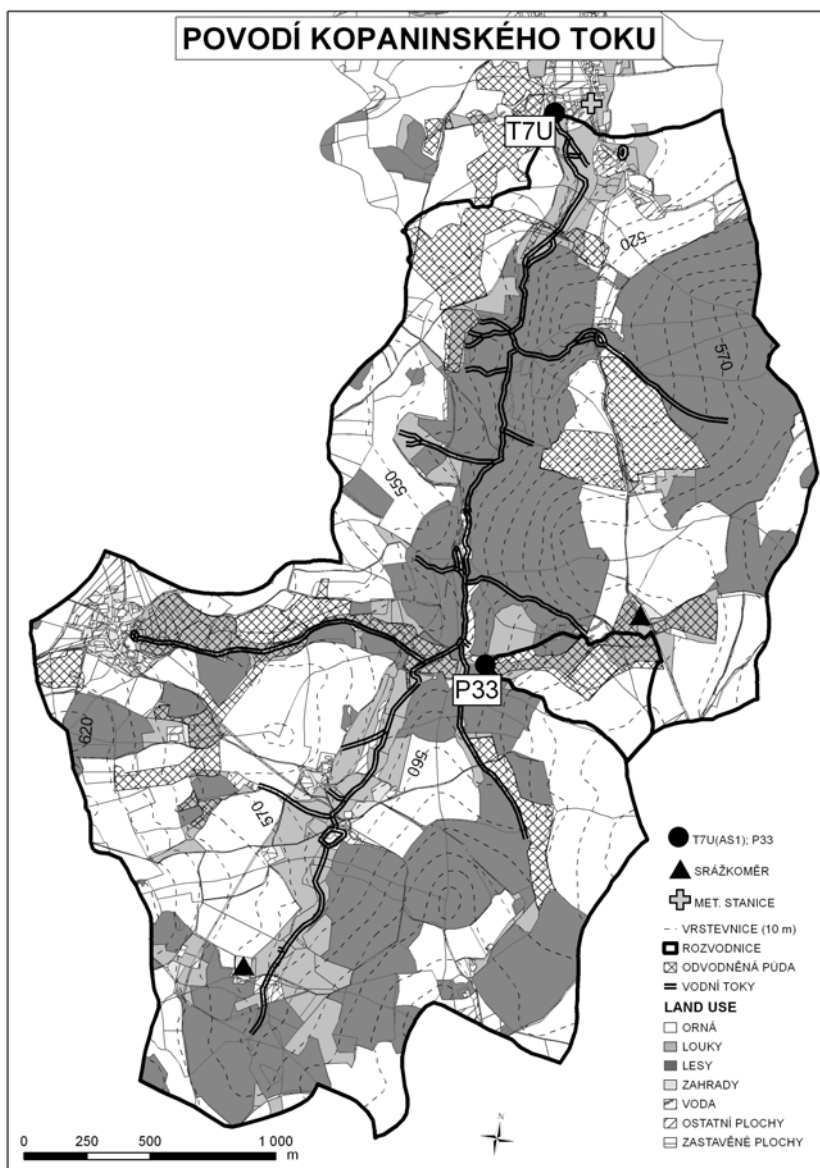 POVODÍ KOPANINSKÉHO TOKU
T7U
520
570
550
P33
620
560
570
T7U(AS1); P33
SRÁŽKOMĚR
MET. STANICE
VRSTEVNICE (10 m)
ROZVODNICE
ODVODNĚNÁ PŮDA
VODNÍ TOKY
LAND USE
ORNÁ
LOUKY
LESY
ZAHRADY
VODA
OSTATNÍ PLOCHY
ZASTAVĚNÉ PLOCHY
0 250 500 1 000
m
N